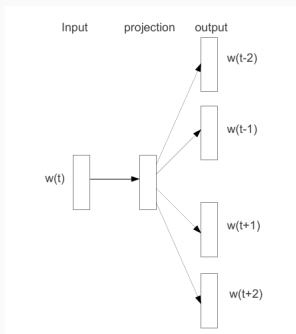 Input projection output
w(t-2)
w(t-1)
w(t)
w(t+1)
w(t+2)